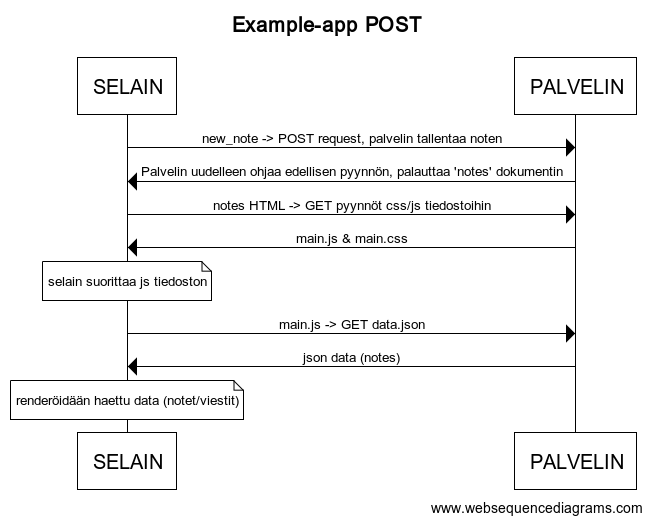 Example-app POST
SELAIN
PALVELIN
new_note -> POST request, palvelin tallentaa noten
Palvelin uudelleen ohjaa edellisen pyynnön, palauttaa 'notes' dokumentin
notes HTML -> GET pyynnöt css/js tiedostoihin
main.js & main.css
selain suorittaa js tiedoston
main.js -> GET data.json
json data (notes)
renderöidään haettu data (notet/viestit)
SELAIN
PALVELIN
www.websequencediagrams.com